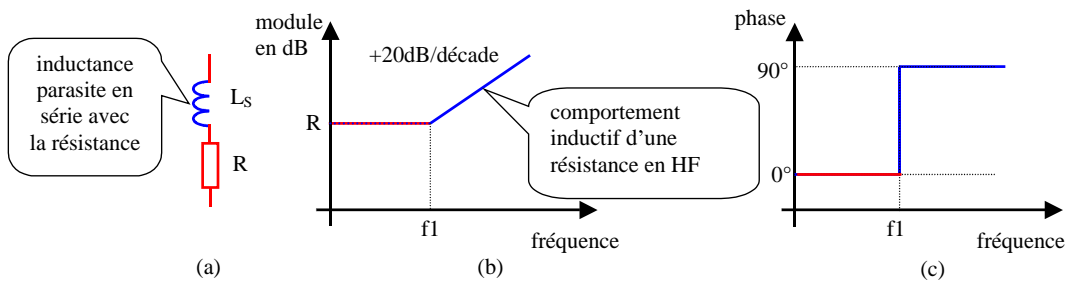 inductance
parasite en
série avec
la résistance
L_S
R
(a)
module
en dB
+20dB/décade
R
comportement
inductif d’une
résistance en HF
f1
fréquence
(b)
phase
90°
0°
f1
fréquence
(c)